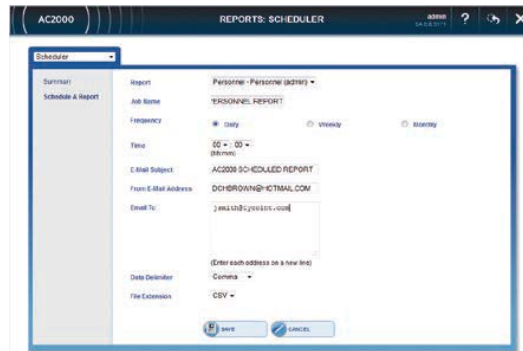 AC2000
REPORTS: SCHEDULER
admin
?
X
Scheduler
Summary
Schedule A Report
Report
Personnel - Personnel (admin)
Job Name
'ERSONNEL REPORT
Frequency
Daily
Weekly
Monthly
Time
00 : 00
(hh:mm)
E-Mail Subject
AC2000 SCHEDULED REPORT
From E-Mail Address
DCHBROWN@HOTMAIL.COM
Email To:
jsmith@tycoint.com
(Enter each address on a new line)
Data Delimiter
Comma
File Extension
CSV
SAVE
CANCEL